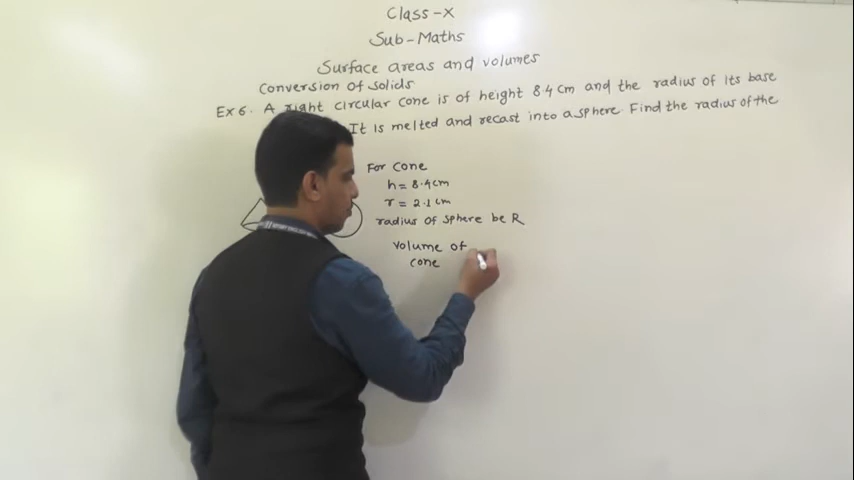 Class-X
Sub-Maths
Surface areas and volumes
Conversion of solids
Ex 6. A right circular cone is of height 8.4 cm and the radius of its base
It is melted and recast into a sphere. Find the radius of the
For Cone
h = 8.4cm
r = 2.1 cm
radius of sphere be R
volume of
cone